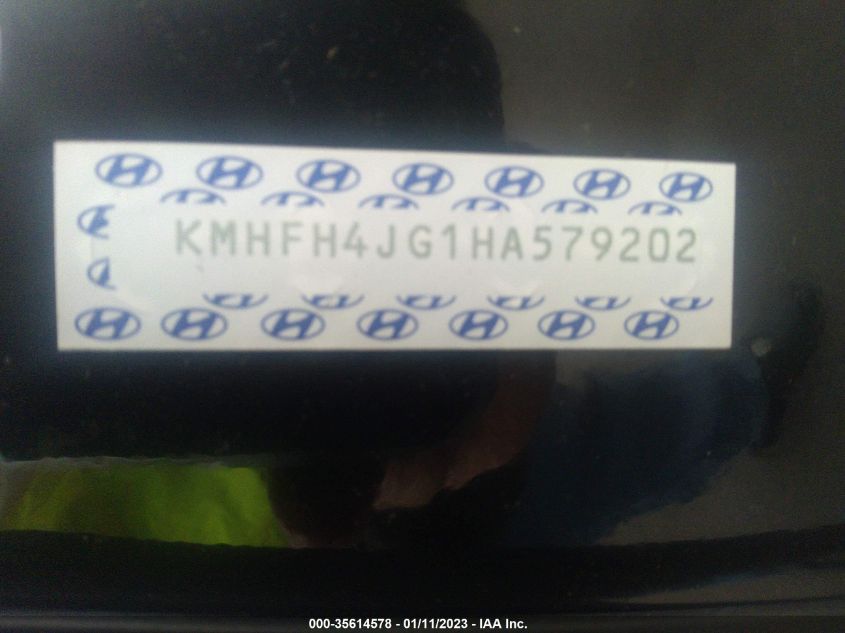 KMHFH4JG1HA579202
000-35614578 - 01/11/2023 - IAA Inc.